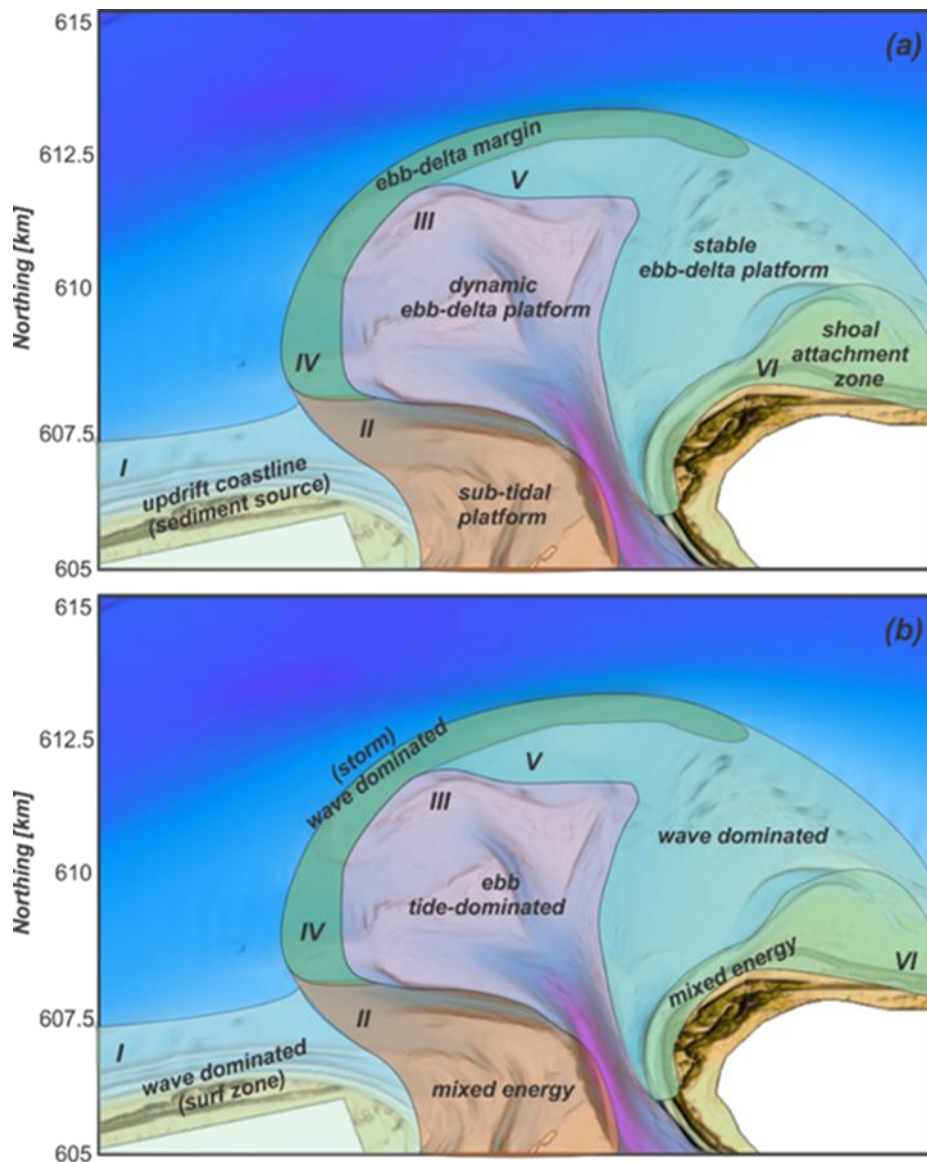 615
(a)
612.5
ebb-delta margin
V
III
stable
ebb-delta platform
Northing [km]
610
dynamic
ebb-delta platform
shoal
attachment
zone
IV
VI
607.5
II
I
updrift coastline
(sediment source)
sub-tidal
platform
605
615
(b)
612.5
(storm)
wave dominated
V
III
wave dominated
Northing [km]
610
ebb
tide-dominated
IV
mixed energy
VI
607.5
II
I
wave dominated
(surf zone)
mixed energy
605